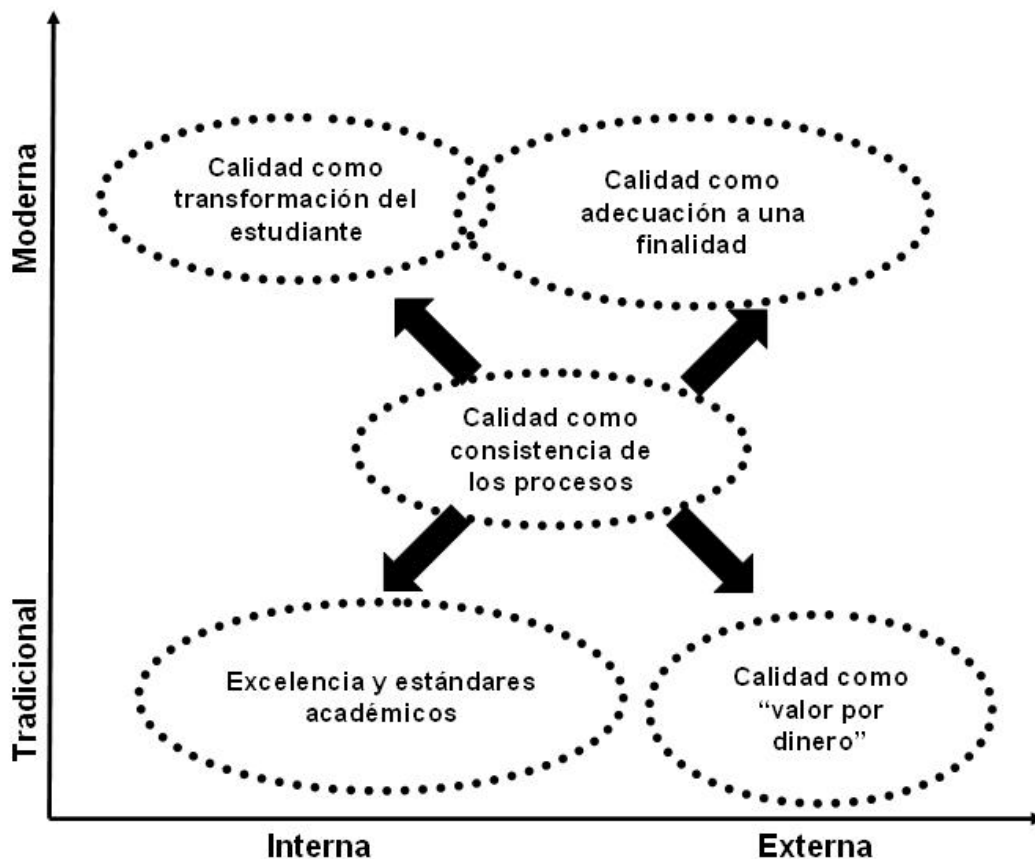 Moderna
Calidad como
transformación del
estudiante
Calidad como
adecuación a una
finalidad
Calidad como
consistencia de
los procesos
Tradicional
Excelencia y estándares
académicos
Calidad como
“valor por
dinero”
Interna
Externa